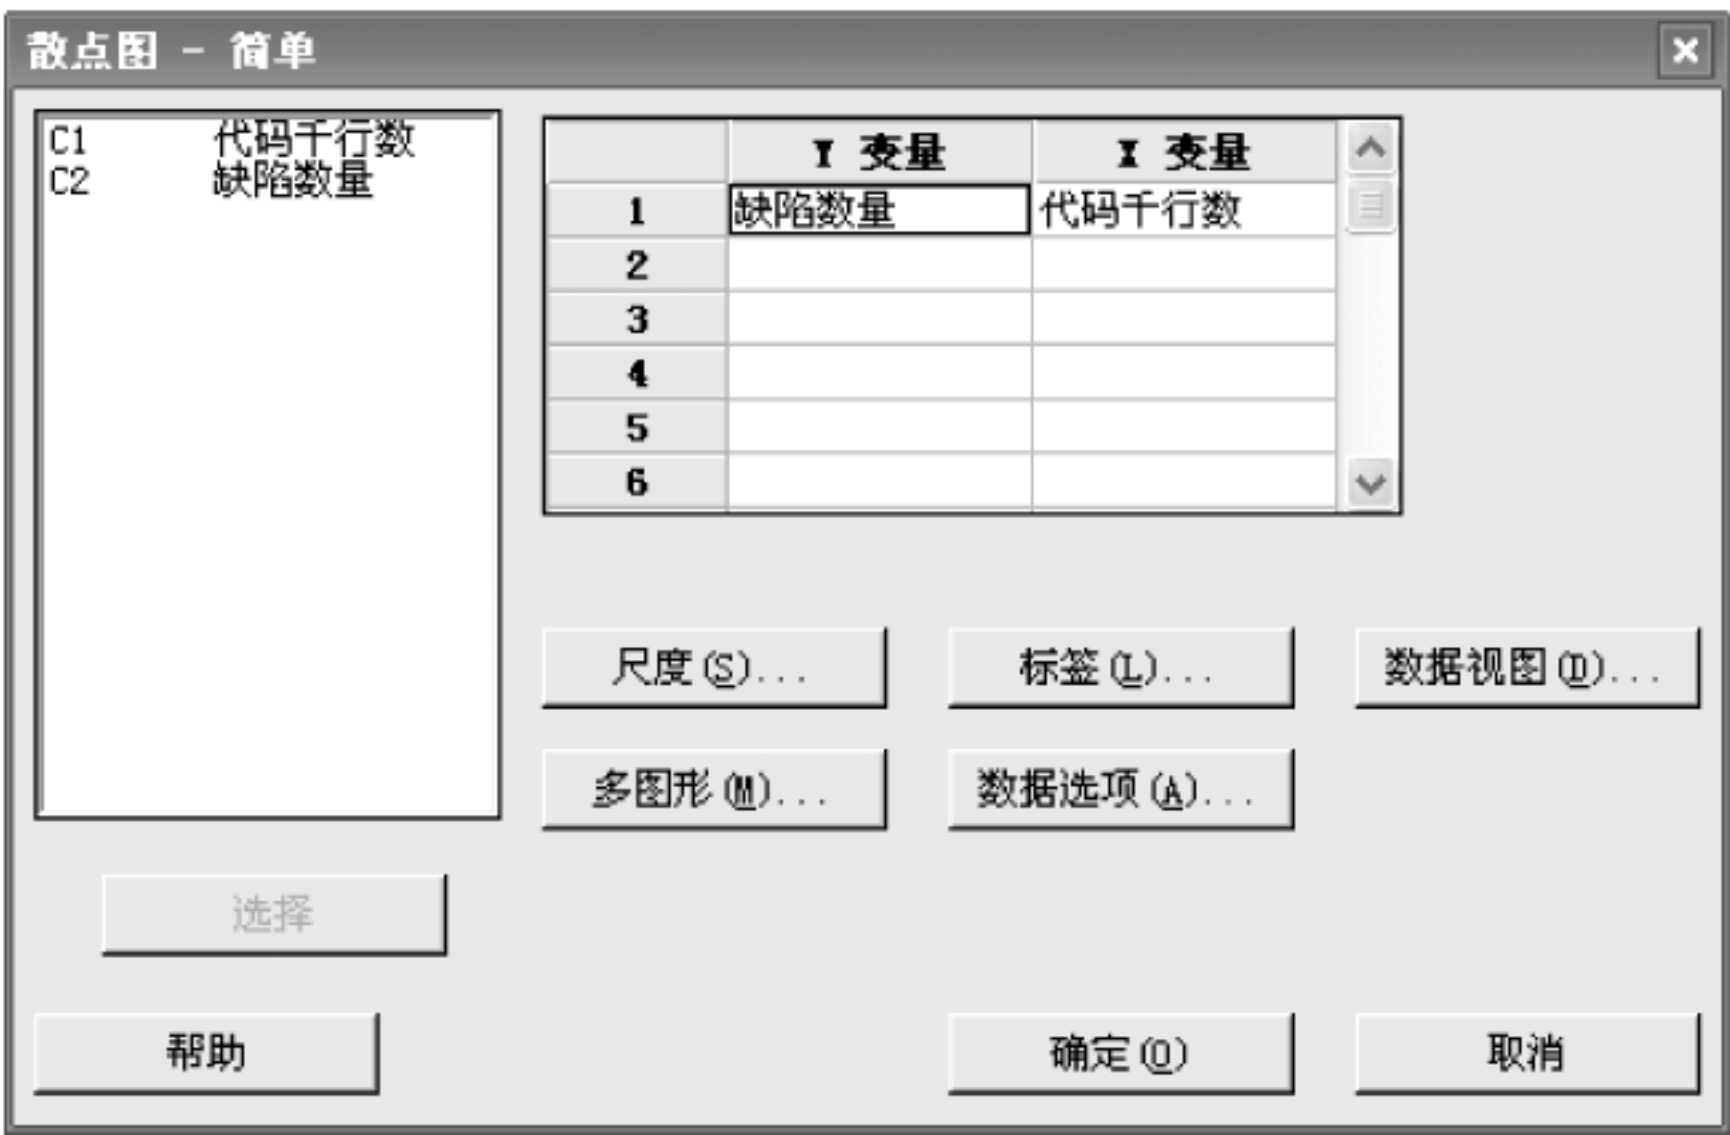 散点图 - 简单
C1 代码千行数
C2 缺陷数量
Y 变量 X 变量
1 缺陷数量 代码千行数
2
3
4
5
6
尺度(S)... 标签(L)... 数据视图(D)...
多图形(M)... 数据选项(A)...
选择
帮助 确定(O) 取消